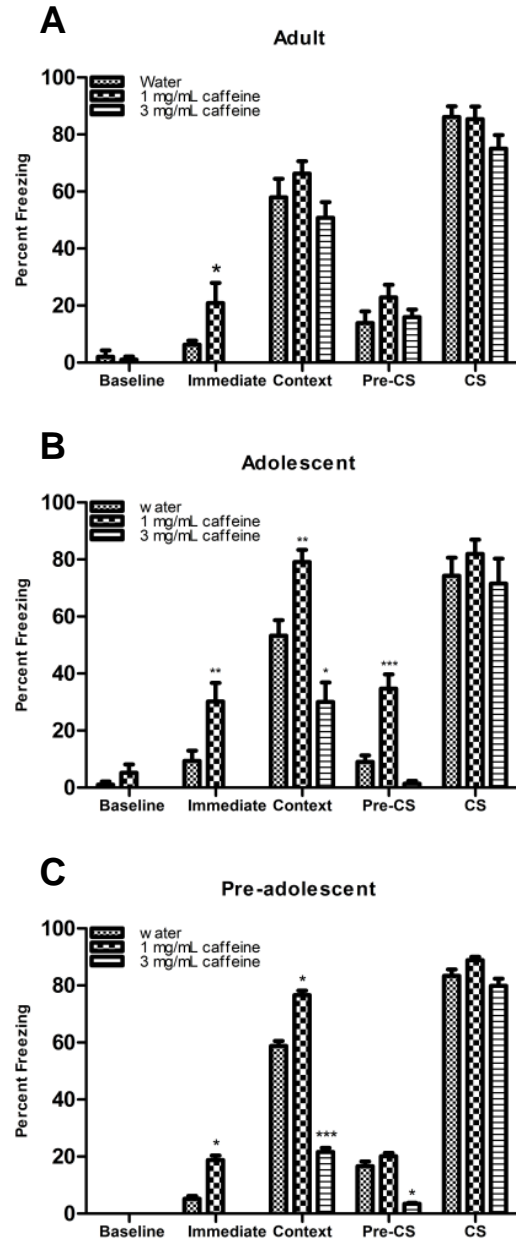 A
Adult
Water
1 mg/mL caffeine
3 mg/mL caffeine
Percent Freezing
100
80
60
40
20
0
*
Baseline Immediate Context Pre-CS CS
B
Adolescent
water
1 mg/mL caffeine
3 mg/mL caffeine
Percent Freezing
100
80
60
40
20
0
**
**
*
***
Baseline Immediate Context Pre-CS CS
C
Pre-adolescent
water
1 mg/mL caffeine
3 mg/mL caffeine
Percent Freezing
100
80
60
40
20
0
*
*
***
*
Baseline Immediate Context Pre-CS CS